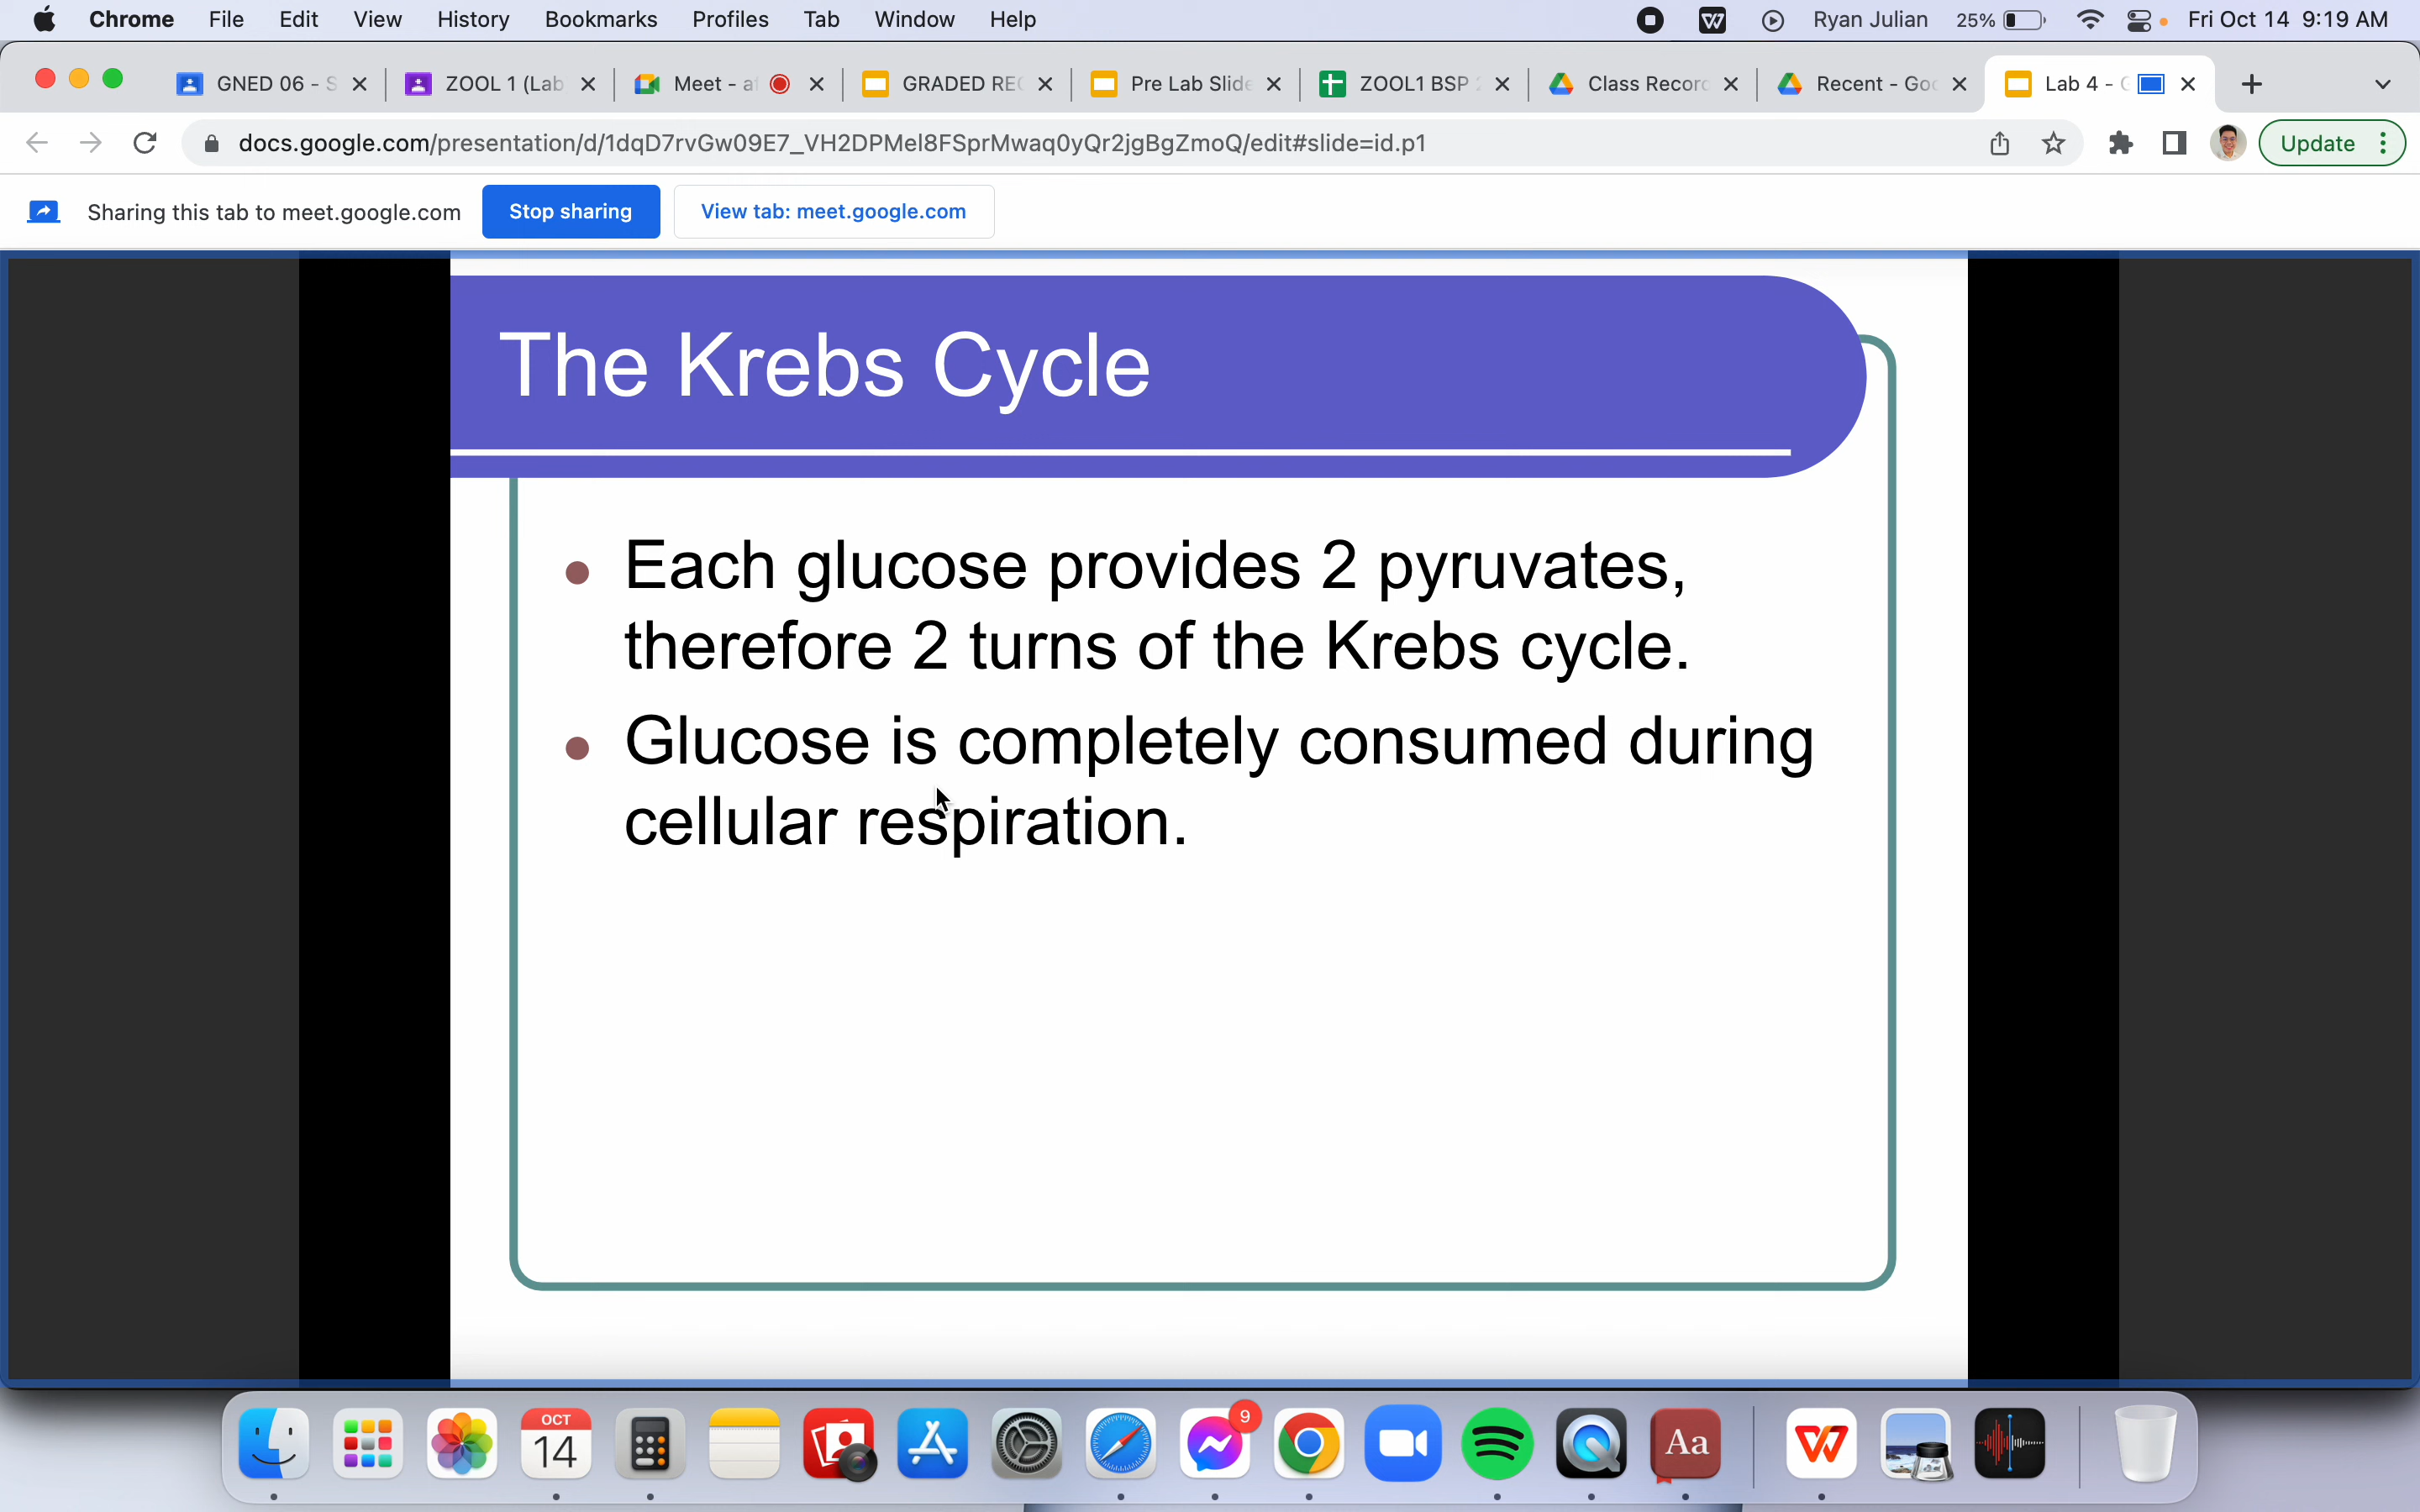 Chrome File Edit View History Bookmarks Profiles Tab Window Help Ryan Julian 25% Fri Oct 14 9:19 AM
GNED 06 - S ZOOL 1 (Lab Meet - a GRADED REC Pre Lab Slide ZOOL1 BSP Class Record Recent - Goo Lab 4 -
docs.google.com/presentation/d/1dqD7rvGw09E7_VH2DPMel8FSprMwaq0yQr2jgBgZmoQ/edit#slide=id.p1 Update
Sharing this tab to meet.google.com Stop sharing View tab: meet.google.com
The Krebs Cycle
Each glucose provides 2 pyruvates,
therefore 2 turns of the Krebs cycle.
Glucose is completely consumed during
cellular respiration.
9
OCT
14
Aa